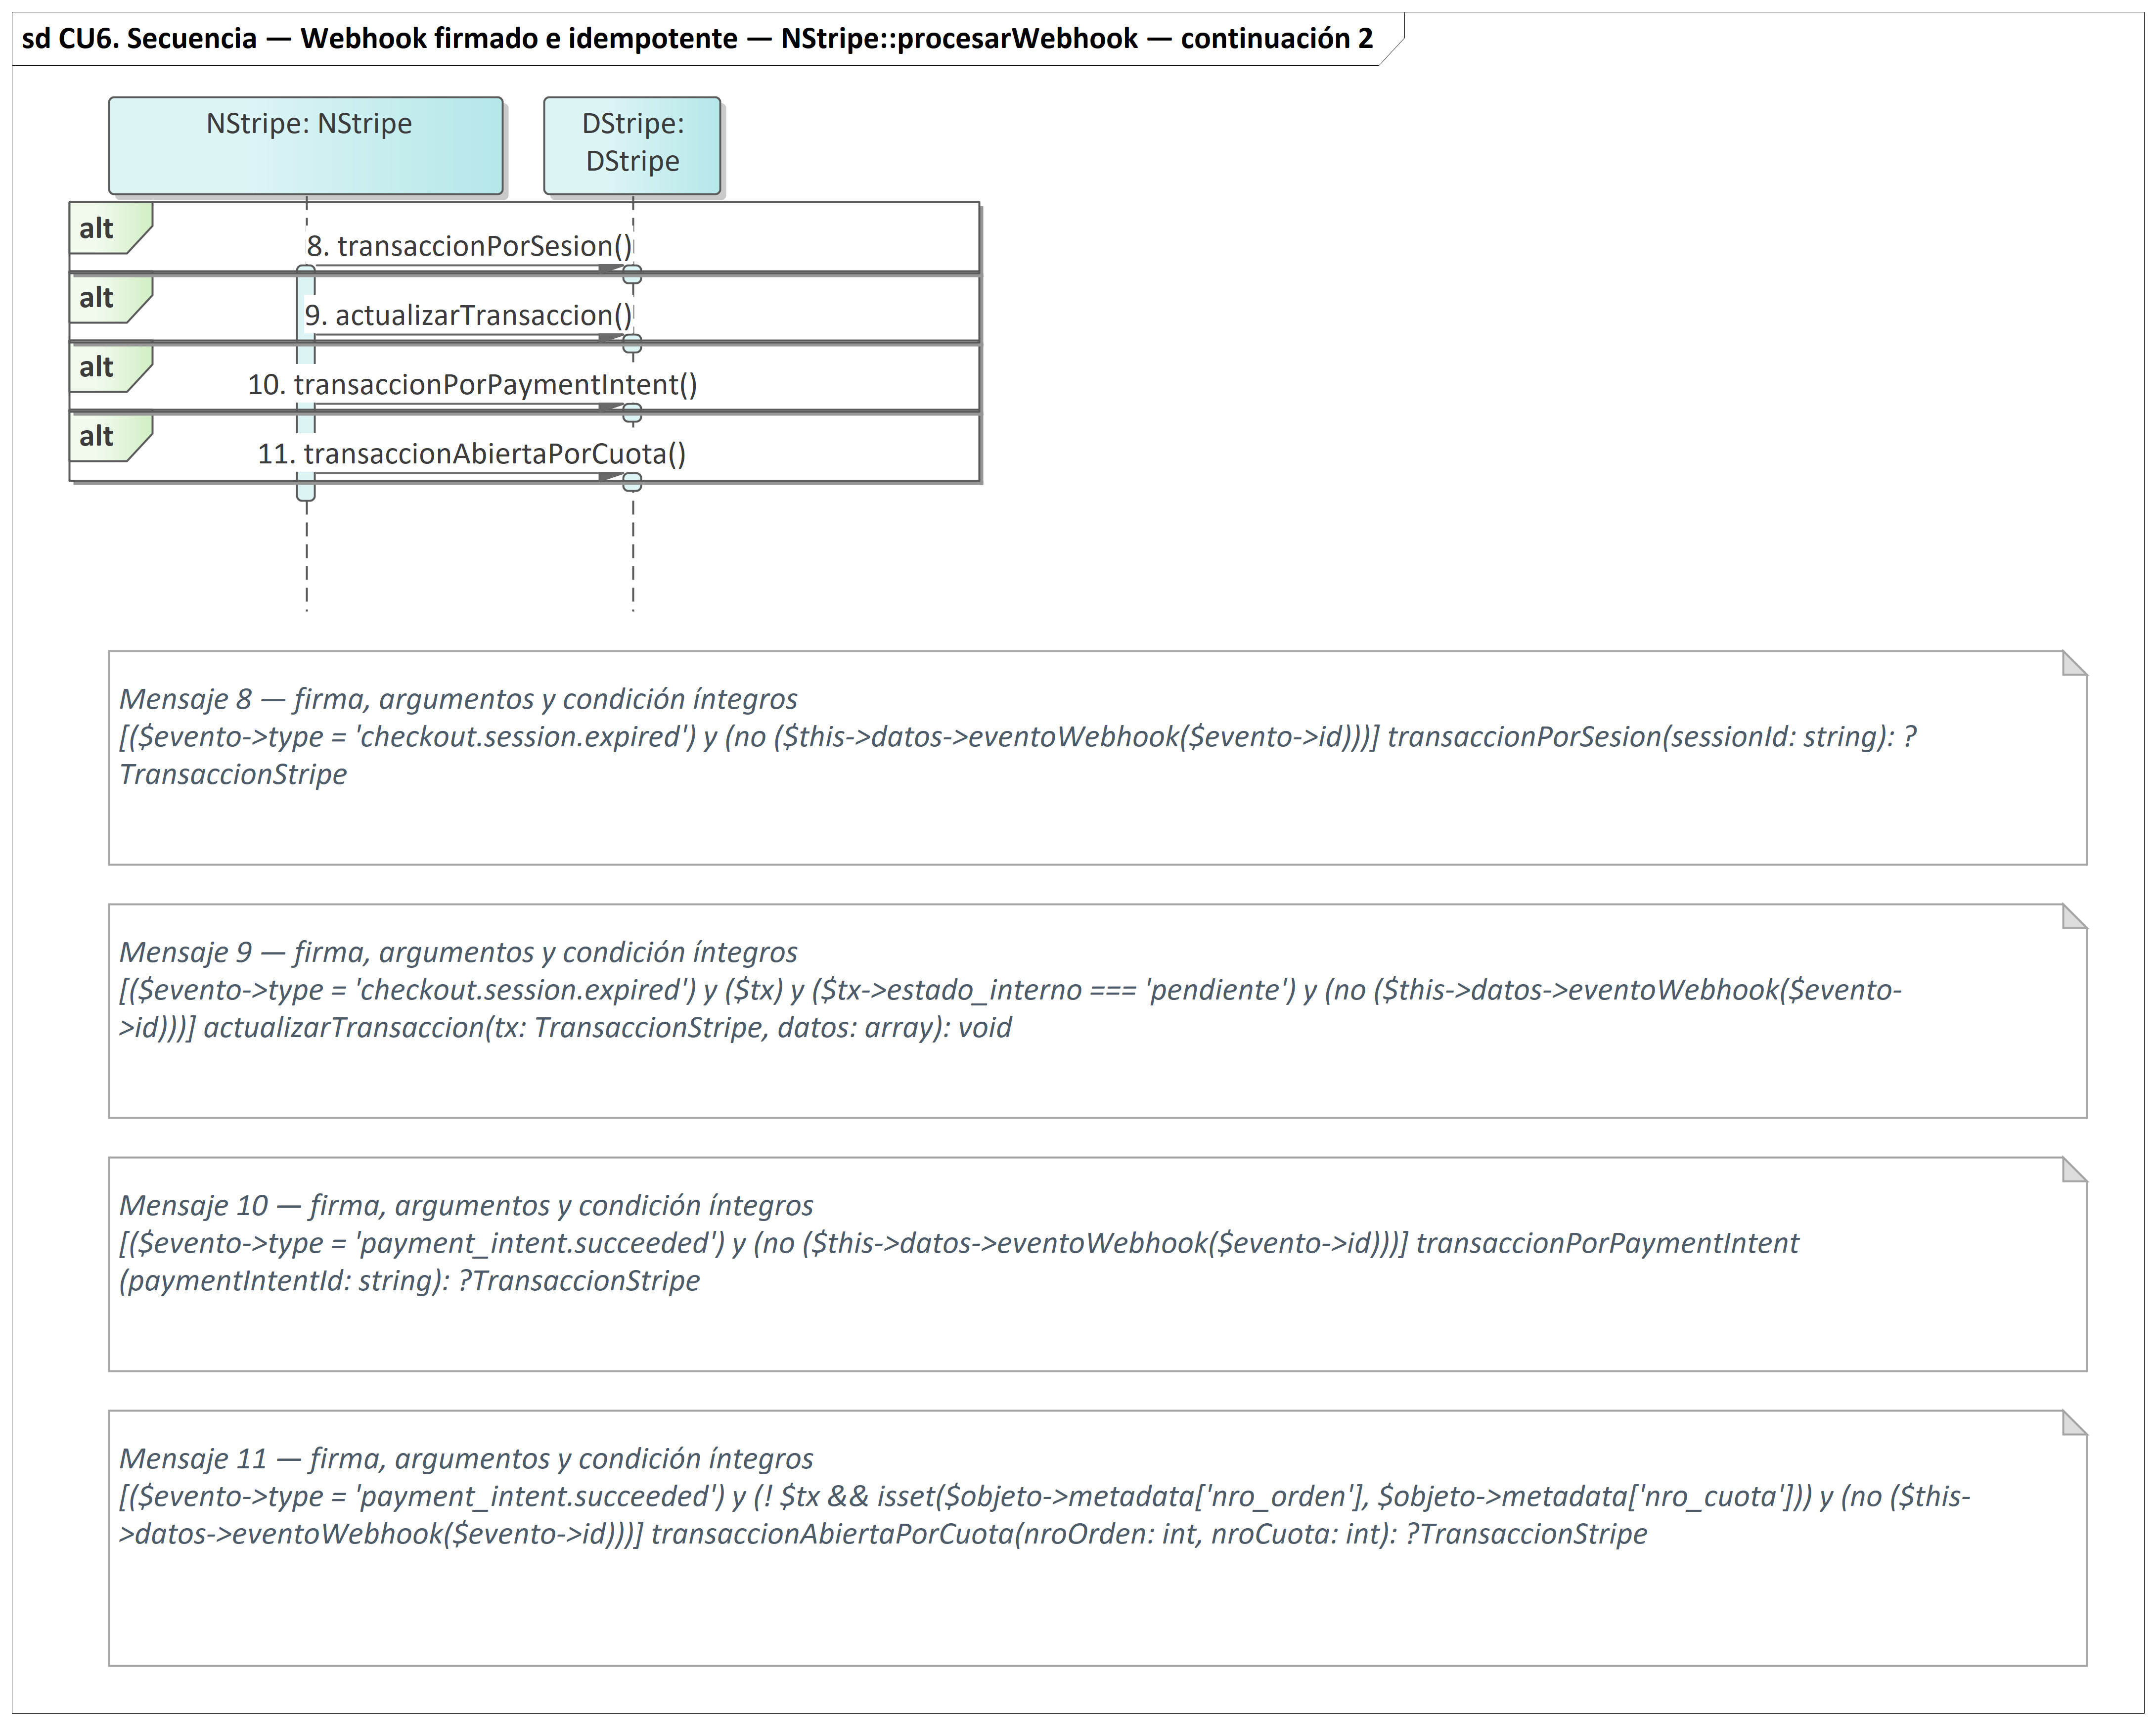 sd CU6. Secuencia — Webhook firmado e idempotente — NStripe::procesarWebhook — continuación 2
NStripe: NStripe
DStripe:
DStripe
alt
8. transaccionPorSesion()
alt
9. actualizarTransaccion()
alt
10. transaccionPorPaymentIntent()
alt
11. transaccionAbiertaPorCuota()
Mensaje 8 — firma, argumentos y condición íntegros
[($evento->type = 'checkout.session.expired') y (no ($this->datos->eventoWebhook($evento->id)))] transaccionPorSesion(sessionId: string): ?
TransaccionStripe
Mensaje 9 — firma, argumentos y condición íntegros
[($evento->type = 'checkout.session.expired') y ($tx) y ($tx->estado_interno === 'pendiente') y (no ($this->datos->eventoWebhook($evento-
>id)))] actualizarTransaccion(tx: TransaccionStripe, datos: array): void
Mensaje 10 — firma, argumentos y condición íntegros
[($evento->type = 'payment_intent.succeeded') y (no ($this->datos->eventoWebhook($evento->id)))] transaccionPorPaymentIntent
(paymentIntentId: string): ?TransaccionStripe
Mensaje 11 — firma, argumentos y condición íntegros
[($evento->type = 'payment_intent.succeeded') y (! $tx && isset($objeto->metadata['nro_orden'], $objeto->metadata['nro_cuota'])) y (no ($this-
>datos->eventoWebhook($evento->id)))] transaccionAbiertaPorCuota(nroOrden: int, nroCuota: int): ?TransaccionStripe